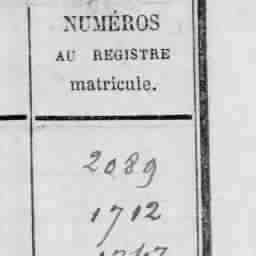 NUMÉROS
AU REGISTRE
matricule.
2089
1712